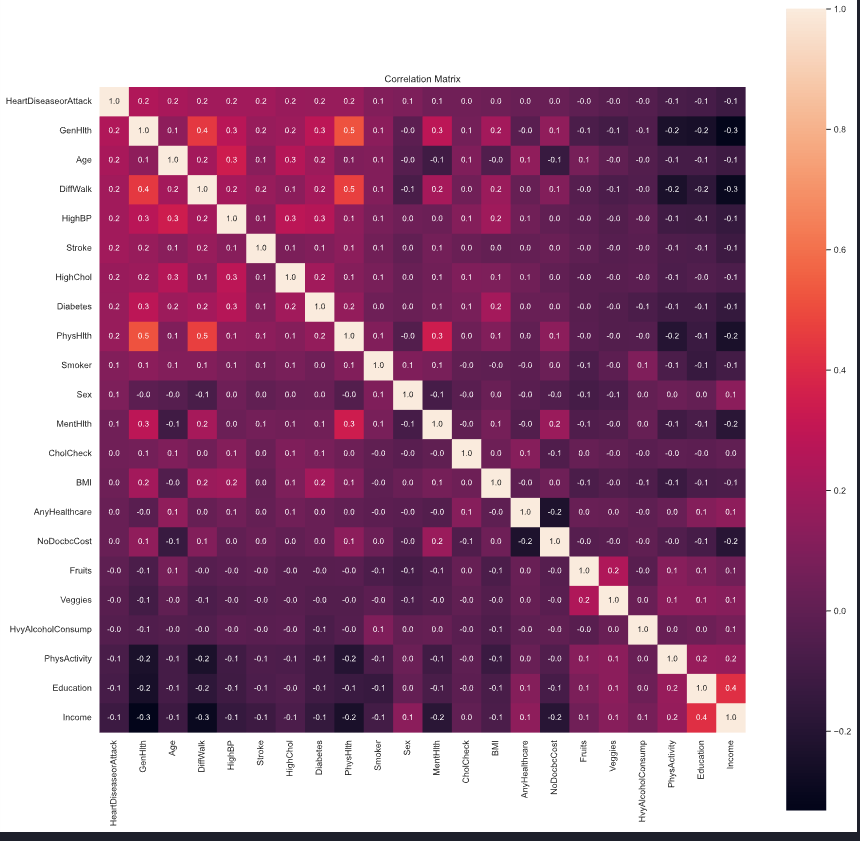 Correlation Matrix
HeartDiseaseorAttack 1.0 0.2 0.2 0.2 0.2 0.2 0.2 0.2 0.2 0.1 0.1 0.1 0.0 0.0 0.0 0.0 -0.0 -0.0 -0.0 -0.1 -0.1 -0.1
GenHlth 0.2 1.0 0.1 0.4 0.3 0.2 0.2 0.3 0.5 0.1 -0.0 0.3 0.1 0.2 -0.0 0.1 -0.1 -0.1 -0.1 -0.2 -0.2 -0.3
Age 0.2 0.1 1.0 0.2 0.3 0.1 0.3 0.2 0.1 0.1 -0.0 -0.1 0.1 -0.0 0.1 -0.1 0.1 -0.0 -0.0 -0.1 -0.1 -0.1
DiffWalk 0.2 0.4 0.2 1.0 0.2 0.2 0.1 0.2 0.5 0.1 -0.1 0.2 0.0 0.2 0.0 0.1 -0.0 -0.1 -0.0 -0.2 -0.2 -0.3
HighBP 0.2 0.3 0.3 0.2 1.0 0.1 0.3 0.3 0.1 0.1 0.0 0.0 0.1 0.2 0.1 0.0 -0.0 -0.0 -0.0 -0.1 -0.1 -0.1
Stroke 0.2 0.2 0.1 0.2 0.1 1.0 0.1 0.1 0.1 0.1 0.0 0.1 0.0 0.0 0.0 0.0 -0.0 -0.0 -0.0 -0.1 -0.1 -0.1
HighChol 0.2 0.2 0.3 0.1 0.3 0.1 1.0 0.2 0.1 0.1 0.0 0.1 0.1 0.1 0.1 0.0 -0.0 -0.0 -0.0 -0.1 -0.1 -0.1
Diabetes 0.2 0.3 0.2 0.2 0.3 0.1 0.2 1.0 0.2 0.0 0.0 0.1 0.1 0.2 0.0 0.0 -0.0 -0.0 -0.1 -0.1 -0.1 -0.1
PhysHlth 0.2 0.5 0.1 0.5 0.1 0.1 0.1 0.2 1.0 0.1 -0.0 0.3 0.0 0.1 -0.0 0.1 -0.0 -0.0 -0.0 -0.2 -0.1 -0.2
Smoker 0.1 0.1 0.1 0.1 0.1 0.1 0.1 0.0 0.1 1.0 0.1 0.1 -0.0 0.0 -0.0 0.0 -0.1 -0.0 0.1 -0.1 -0.1 -0.1
Sex 0.1 -0.0 -0.0 -0.1 0.0 0.0 0.0 0.0 -0.0 0.1 1.0 -0.1 -0.0 0.0 -0.0 -0.0 -0.1 -0.1 0.0 0.0 0.0 0.1
MentHlth 0.1 0.3 -0.1 0.2 0.0 0.1 0.1 0.1 0.3 0.1 -0.1 1.0 -0.0 0.1 -0.0 0.2 -0.1 -0.0 0.0 -0.1 -0.1 -0.2
CholCheck 0.0 0.1 0.1 0.0 0.1 0.0 0.1 0.1 0.0 -0.0 -0.0 -0.0 1.0 0.0 0.1 -0.1 0.0 0.0 -0.0 0.0 0.0 0.0
BMI 0.0 0.2 -0.0 0.2 0.2 0.0 0.1 0.2 0.1 0.0 0.0 0.1 0.0 1.0 -0.0 0.0 -0.1 -0.0 -0.1 -0.1 -0.1 -0.1
AnyHealthcare 0.0 -0.0 0.1 0.0 0.1 0.0 0.1 0.0 -0.0 -0.0 -0.0 -0.0 0.1 -0.0 1.0 -0.2 0.0 0.0 -0.0 0.0 0.1 0.1
NoDocbcCost 0.0 0.1 -0.1 0.1 0.0 0.0 0.0 0.0 0.1 0.0 -0.0 0.2 -0.1 0.0 -0.2 1.0 -0.0 -0.0 0.0 -0.0 -0.1 -0.2
Fruits -0.0 -0.1 0.1 -0.0 -0.0 -0.0 -0.0 -0.0 -0.0 -0.1 -0.1 -0.1 0.0 -0.1 0.0 -0.0 1.0 0.2 -0.0 0.1 0.1 0.1
Veggies -0.0 -0.1 -0.0 -0.1 -0.0 -0.0 -0.0 -0.0 -0.0 -0.0 -0.1 -0.0 0.0 -0.0 0.0 -0.0 0.2 1.0 0.0 0.1 0.1 0.1
HvyAlcoholConsump -0.0 -0.1 -0.0 -0.0 -0.0 -0.0 -0.0 -0.1 -0.0 0.1 0.0 0.0 -0.0 -0.1 -0.0 0.0 -0.0 0.0 1.0 0.0 0.0 0.1
PhysActivity -0.1 -0.2 -0.1 -0.2 -0.1 -0.1 -0.1 -0.1 -0.2 -0.1 0.0 -0.1 0.0 -0.1 0.0 -0.0 0.1 0.1 0.0 1.0 0.2 0.2
Education -0.1 -0.2 -0.1 -0.2 -0.1 -0.1 -0.1 -0.1 -0.1 -0.1 0.0 -0.1 0.0 -0.1 0.1 -0.1 0.1 0.1 0.0 0.2 1.0 0.4
Income -0.1 -0.3 -0.1 -0.3 -0.1 -0.1 -0.1 -0.1 -0.2 -0.1 0.1 -0.2 0.0 -0.1 0.1 -0.2 0.1 0.1 0.1 0.2 0.4 1.0
HeartDiseaseorAttack
GenHlth
Age
DiffWalk
HighBP
Stroke
HighChol
Diabetes
PhysHlth
Smoker
Sex
MentHlth
CholCheck
BMI
AnyHealthcare
NoDocbcCost
Fruits
Veggies
HvyAlcoholConsump
PhysActivity
Education
Income
1.0
0.8
0.6
0.4
0.2
0.0
−0.2